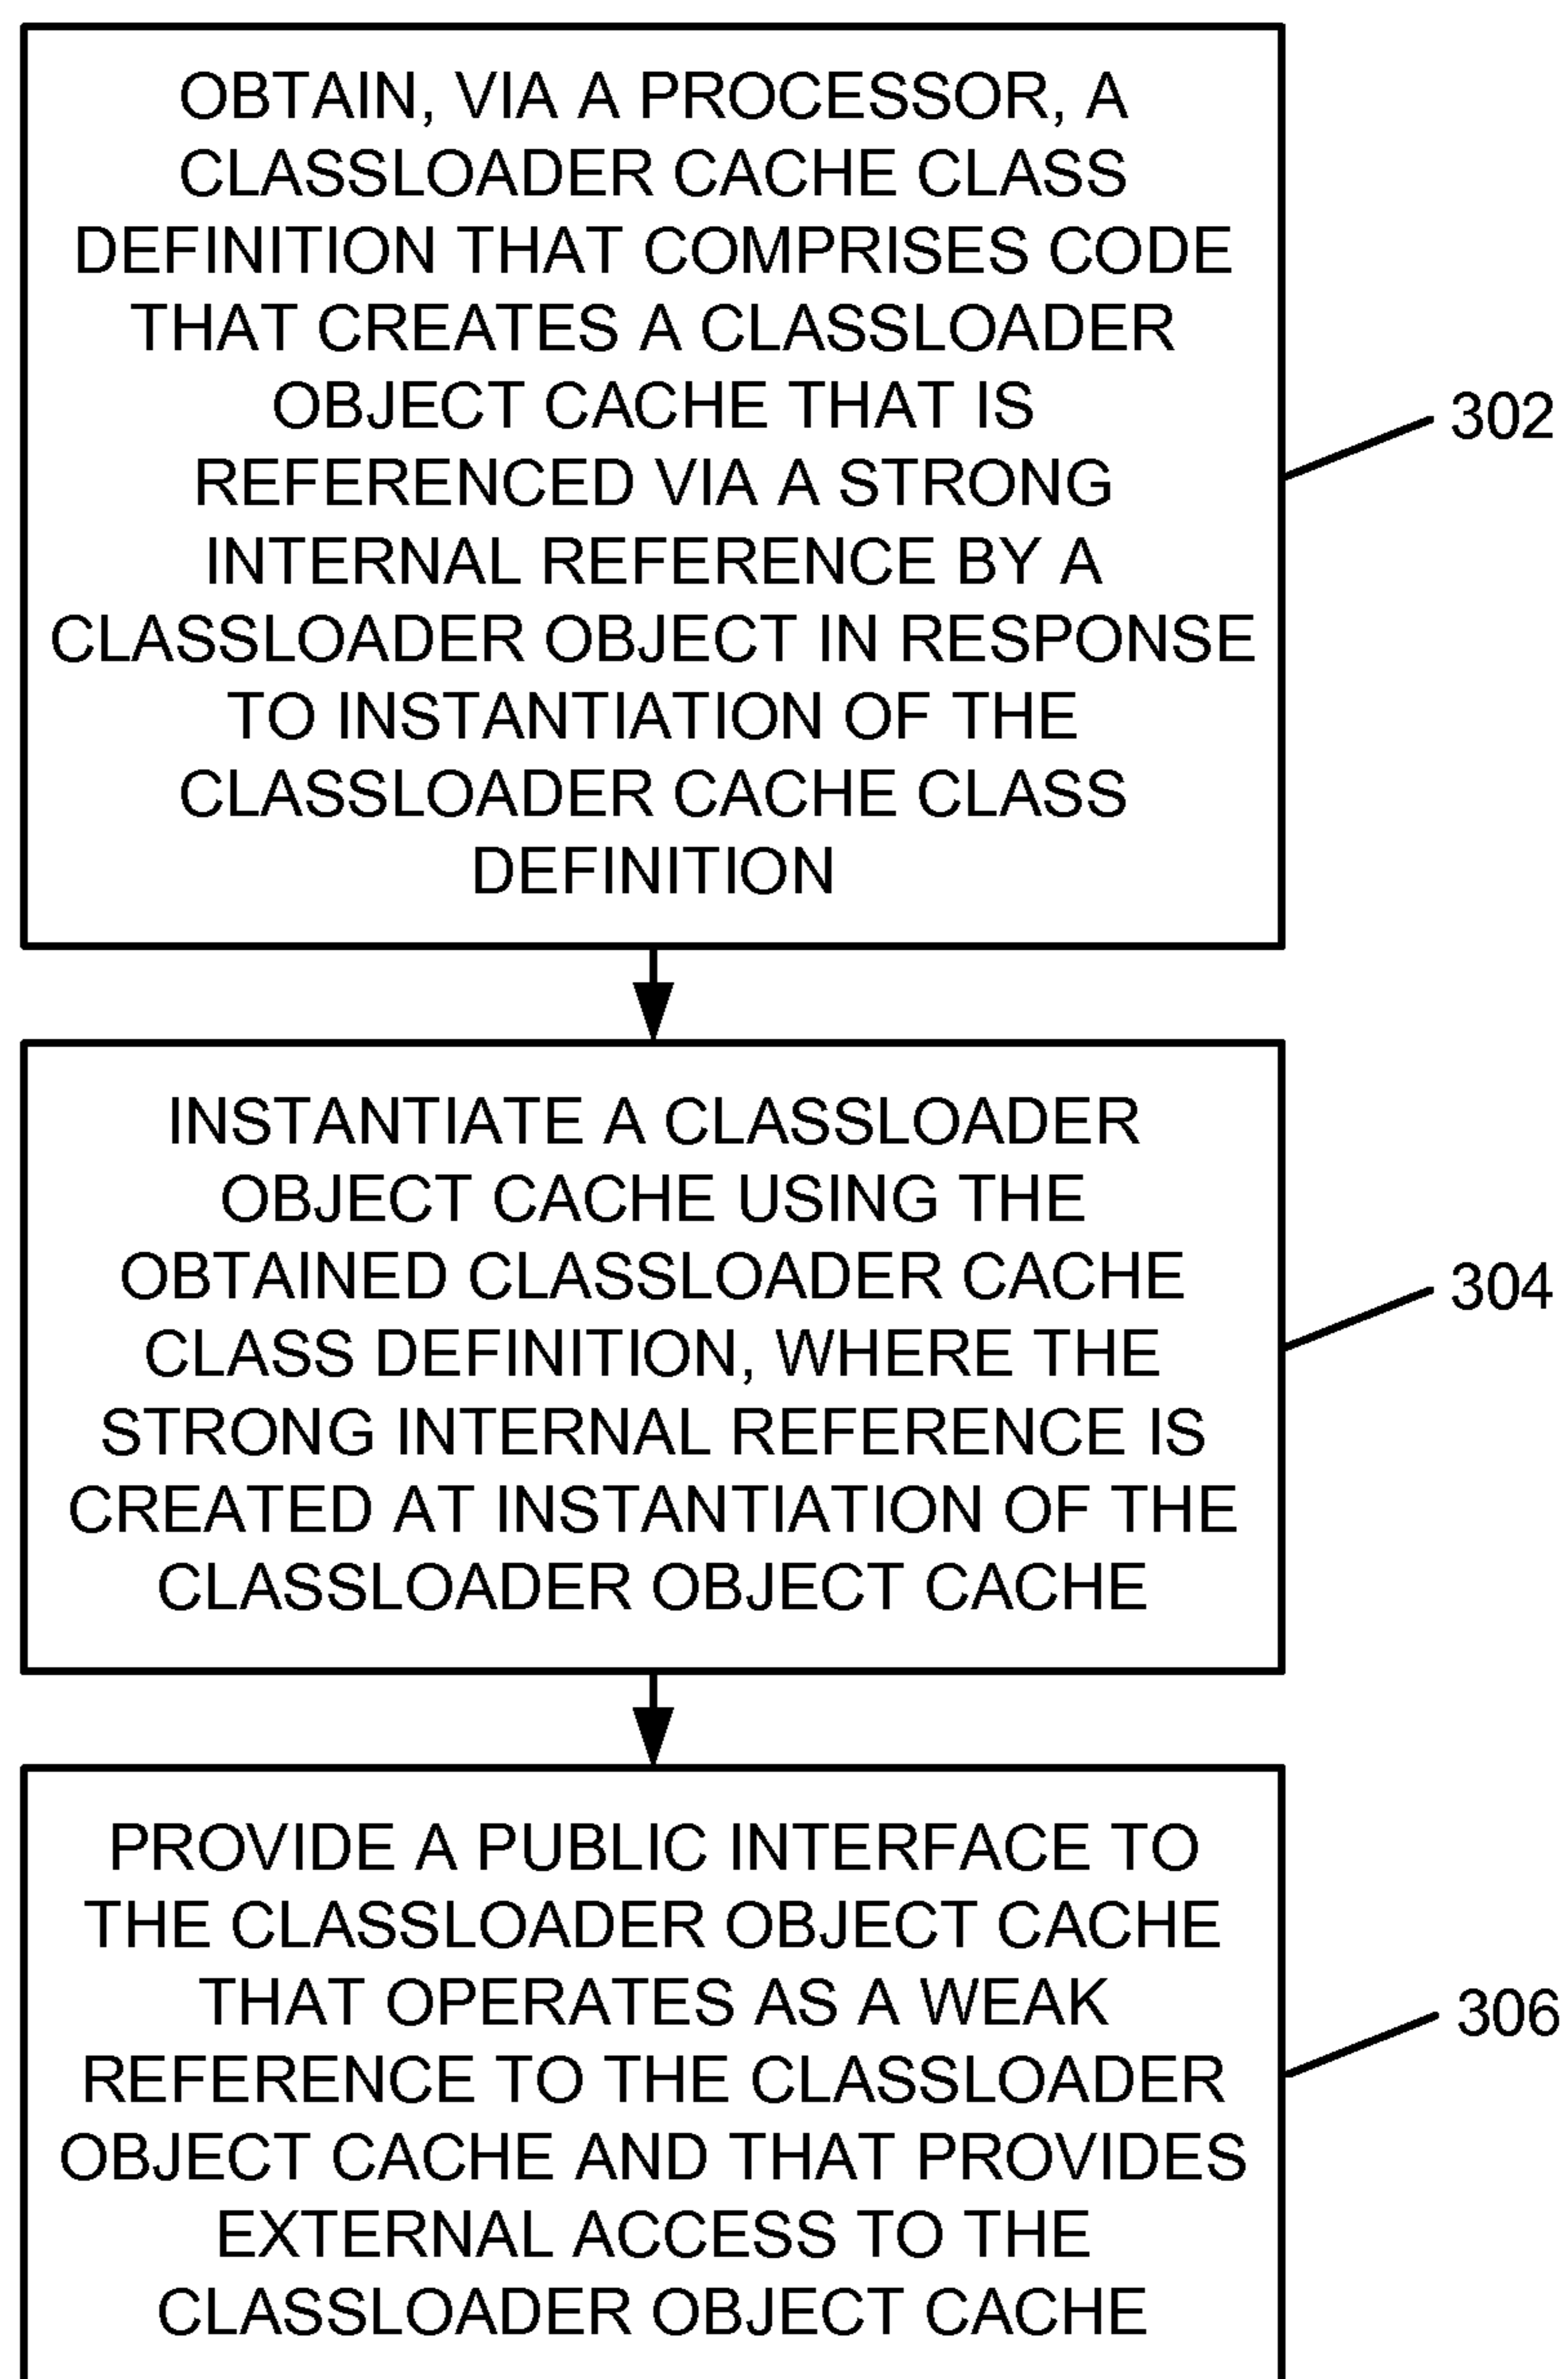 OBTAIN, VIA A PROCESSOR, A
CLASSLOADER CACHE CLASS
DEFINITION THAT COMPRISES CODE
THAT CREATES A CLASSLOADER
OBJECT CACHE THAT IS
REFERENCED VIA A STRONG
INTERNAL REFERENCE BY A
CLASSLOADER OBJECT IN RESPONSE
TO INSTANTIATION OF THE
CLASSLOADER CACHE CLASS
DEFINITION
302
INSTANTIATE A CLASSLOADER
OBJECT CACHE USING THE
OBTAINED CLASSLOADER CACHE
CLASS DEFINITION, WHERE THE
STRONG INTERNAL REFERENCE IS
CREATED AT INSTANTIATION OF THE
CLASSLOADER OBJECT CACHE
304
PROVIDE A PUBLIC INTERFACE TO
THE CLASSLOADER OBJECT CACHE
THAT OPERATES AS A WEAK
REFERENCE TO THE CLASSLOADER
OBJECT CACHE AND THAT PROVIDES
EXTERNAL ACCESS TO THE
CLASSLOADER OBJECT CACHE
306